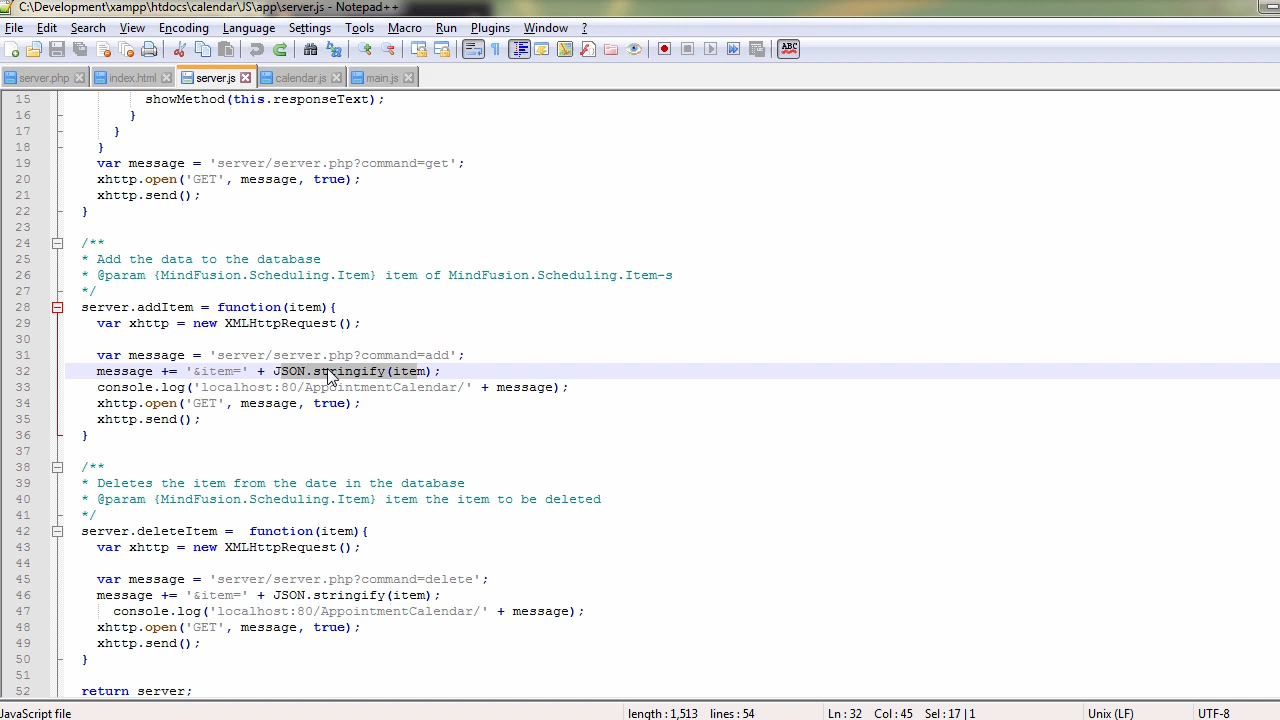 C:\Development\xampp\htdocs\calendar\JS\app\server.js - Notepad++
File Edit Search View Encoding Language Settings Tools Macro Run Plugins Window ?
ABC
server.php index.html server.js calendar.js main.js
15 showMethod(this.responseText);
16 }
17 }
18 }
19 var message = 'server/server.php?command=get';
20 xhttp.open('GET', message, true);
21 xhttp.send();
22 }
23
24 /**
25 * Add the data to the database
26 * @param {MindFusion.Scheduling.Item} item of MindFusion.Scheduling.Item-s
27 */
28 server.addItem = function(item){
29 var xhttp = new XMLHttpRequest();
30
31 var message = 'server/server.php?command=add';
32 message += '&item=' + JSON.stringify(item);
33 console.log('localhost:80/AppointmentCalendar/' + message);
34 xhttp.open('GET', message, true);
35 xhttp.send();
36 }
37
38 /**
39 * Deletes the item from the date in the database
40 * @param {MindFusion.Scheduling.Item} item the item to be deleted
41 */
42 server.deleteItem = function(item){
43 var xhttp = new XMLHttpRequest();
44
45 var message = 'server/server.php?command=delete';
46 message += '&item=' + JSON.stringify(item);
47 console.log('localhost:80/AppointmentCalendar/' + message);
48 xhttp.open('GET', message, true);
49 xhttp.send();
50 }
51
52 return server;
JavaScript file length : 1,513 lines : 54 Ln : 32 Col : 45 Sel : 17 | 1 Unix (LF) UTF-8